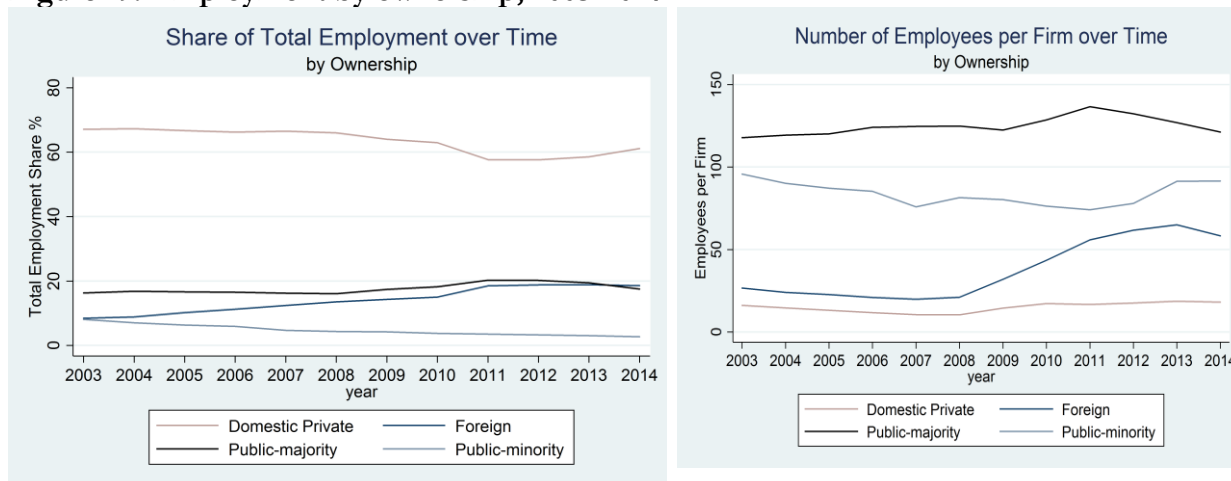 Share of Total Employment over Time
by Ownership
Total Employment Share %
80
60
40
20
0
2003 2004 2005 2006 2007 2008 2009 2010 2011 2012 2013 2014
year
Domestic Private Foreign
Public-majority Public-minority
Number of Employees per Firm over Time
by Ownership
Employees per Firm
150
100
50
0
2003 2004 2005 2006 2007 2008 2009 2010 2011 2012 2013 2014
year
Domestic Private Foreign
Public-majority Public-minority